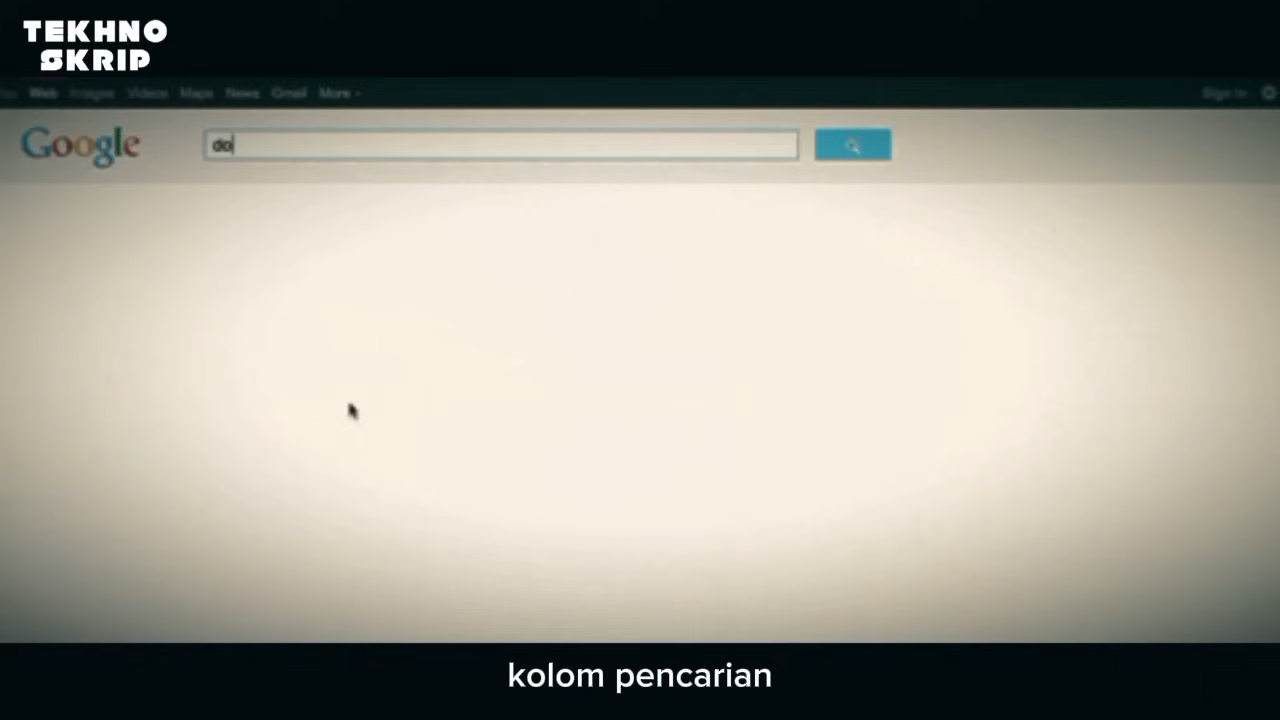 TEKHNO
SKRIP
Web Images Videos Maps News Gmail More
Sign in
Google
do
kolom pencarian